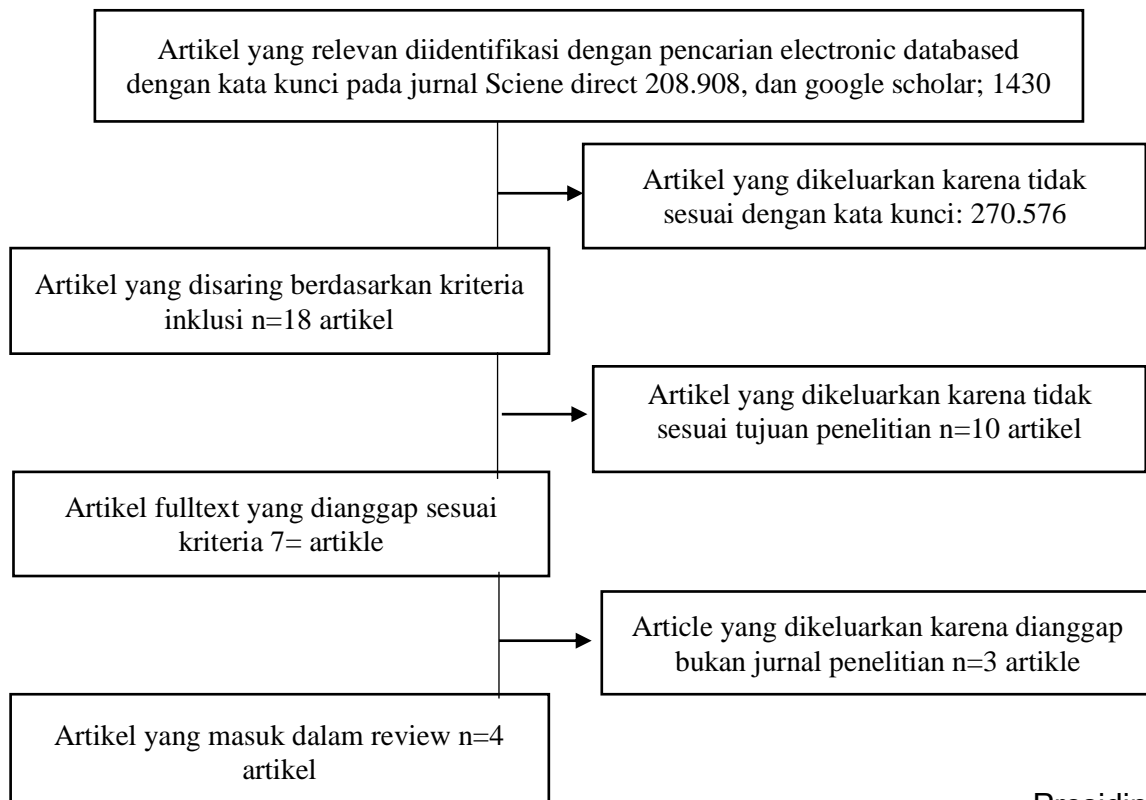 Artikel yang relevan diidentifikasi dengan pencarian electronic databased
dengan kata kunci pada jurnal Sciene direct 208.908, dan google scholar; 1430
Artikel yang dikeluarkan karena tidak
sesuai dengan kata kunci: 270.576
Artikel yang disaring berdasarkan kriteria
inklusi n=18 artikel
Artikel yang dikeluarkan karena tidak
sesuai tujuan penelitian n=10 artikel
Artikel fulltext yang dianggap sesuai
kriteria 7= artikle
Article yang dikeluarkan karena dianggap
bukan jurnal penelitian n=3 artikle
Artikel yang masuk dalam review n=4
artikel